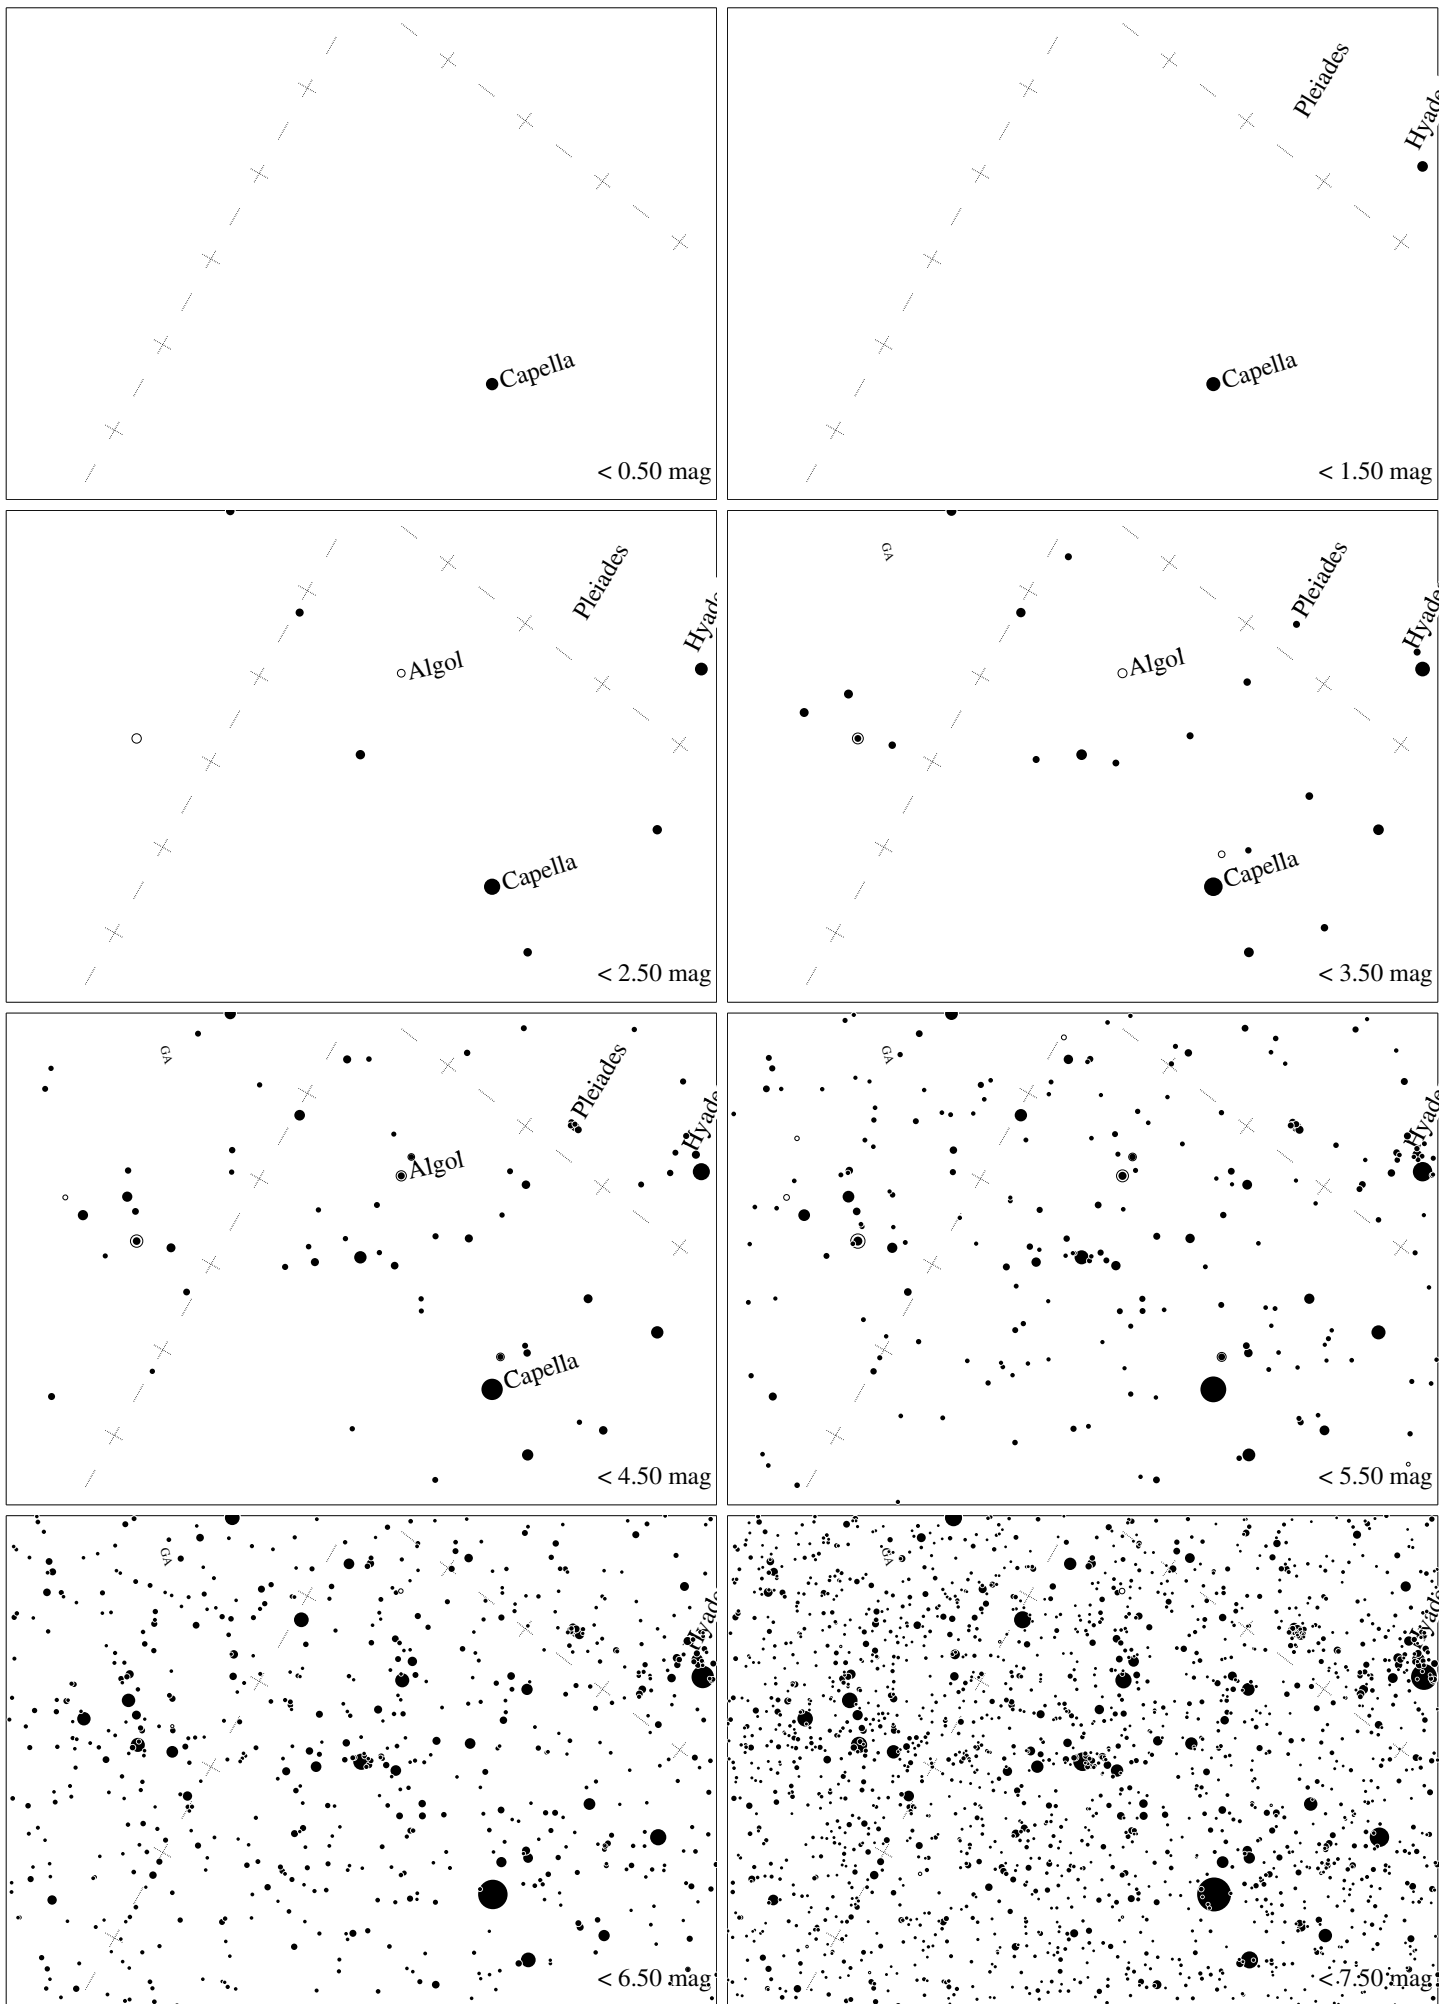 Capella
< 0.50 mag
Pleiades
Hyade
Capella
< 1.50 mag
Pleiades
Hyade
Algol
Capella
< 2.50 mag
GA
Pleiades
Hyade
Algol
Capella
< 3.50 mag
GA
Pleiades
Hyade
Algol
Capella
< 4.50 mag
GA
Hyade
< 5.50 mag
GA
Hyade
< 6.50 mag
GA
Hyade
< 7.50 mag